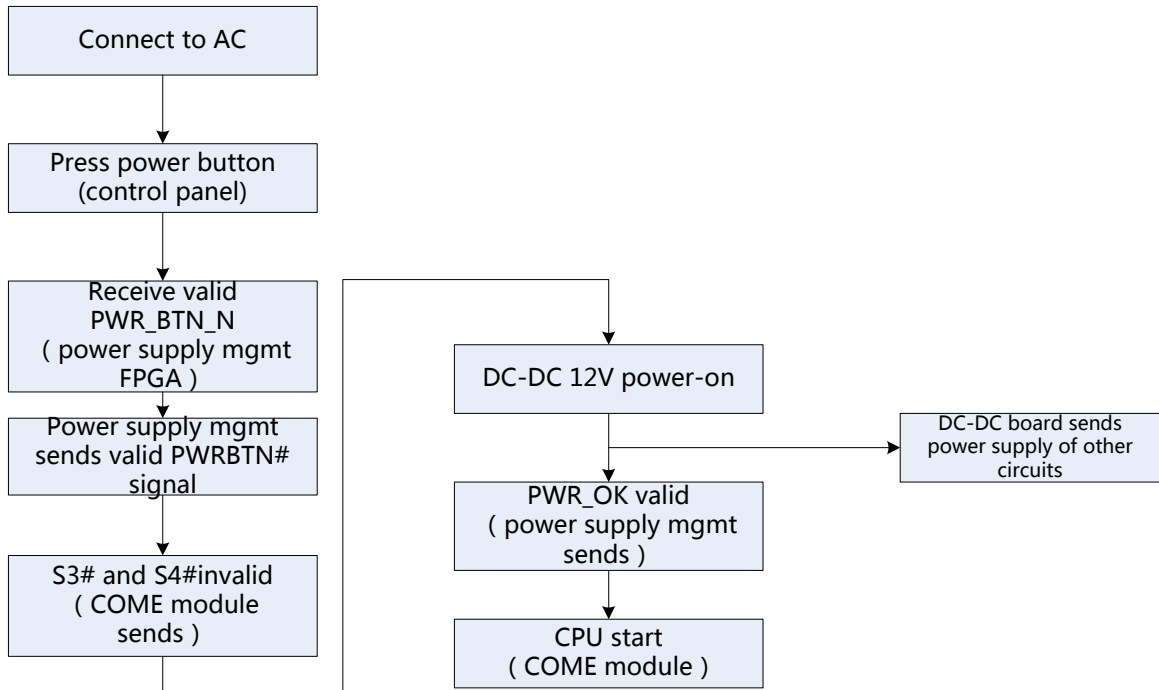 Connect to AC
Press power button
(control panel)
Receive valid
PWR_BTN_N
( power supply mgmt
FPGA )
Power supply mgmt
sends valid PWRBTN#
signal
S3# and S4#invalid
( COME module
sends )
DC-DC 12V power-on
DC-DC board sends
power supply of other
circuits
PWR_OK valid
( power supply mgmt
sends )
CPU start
( COME module )